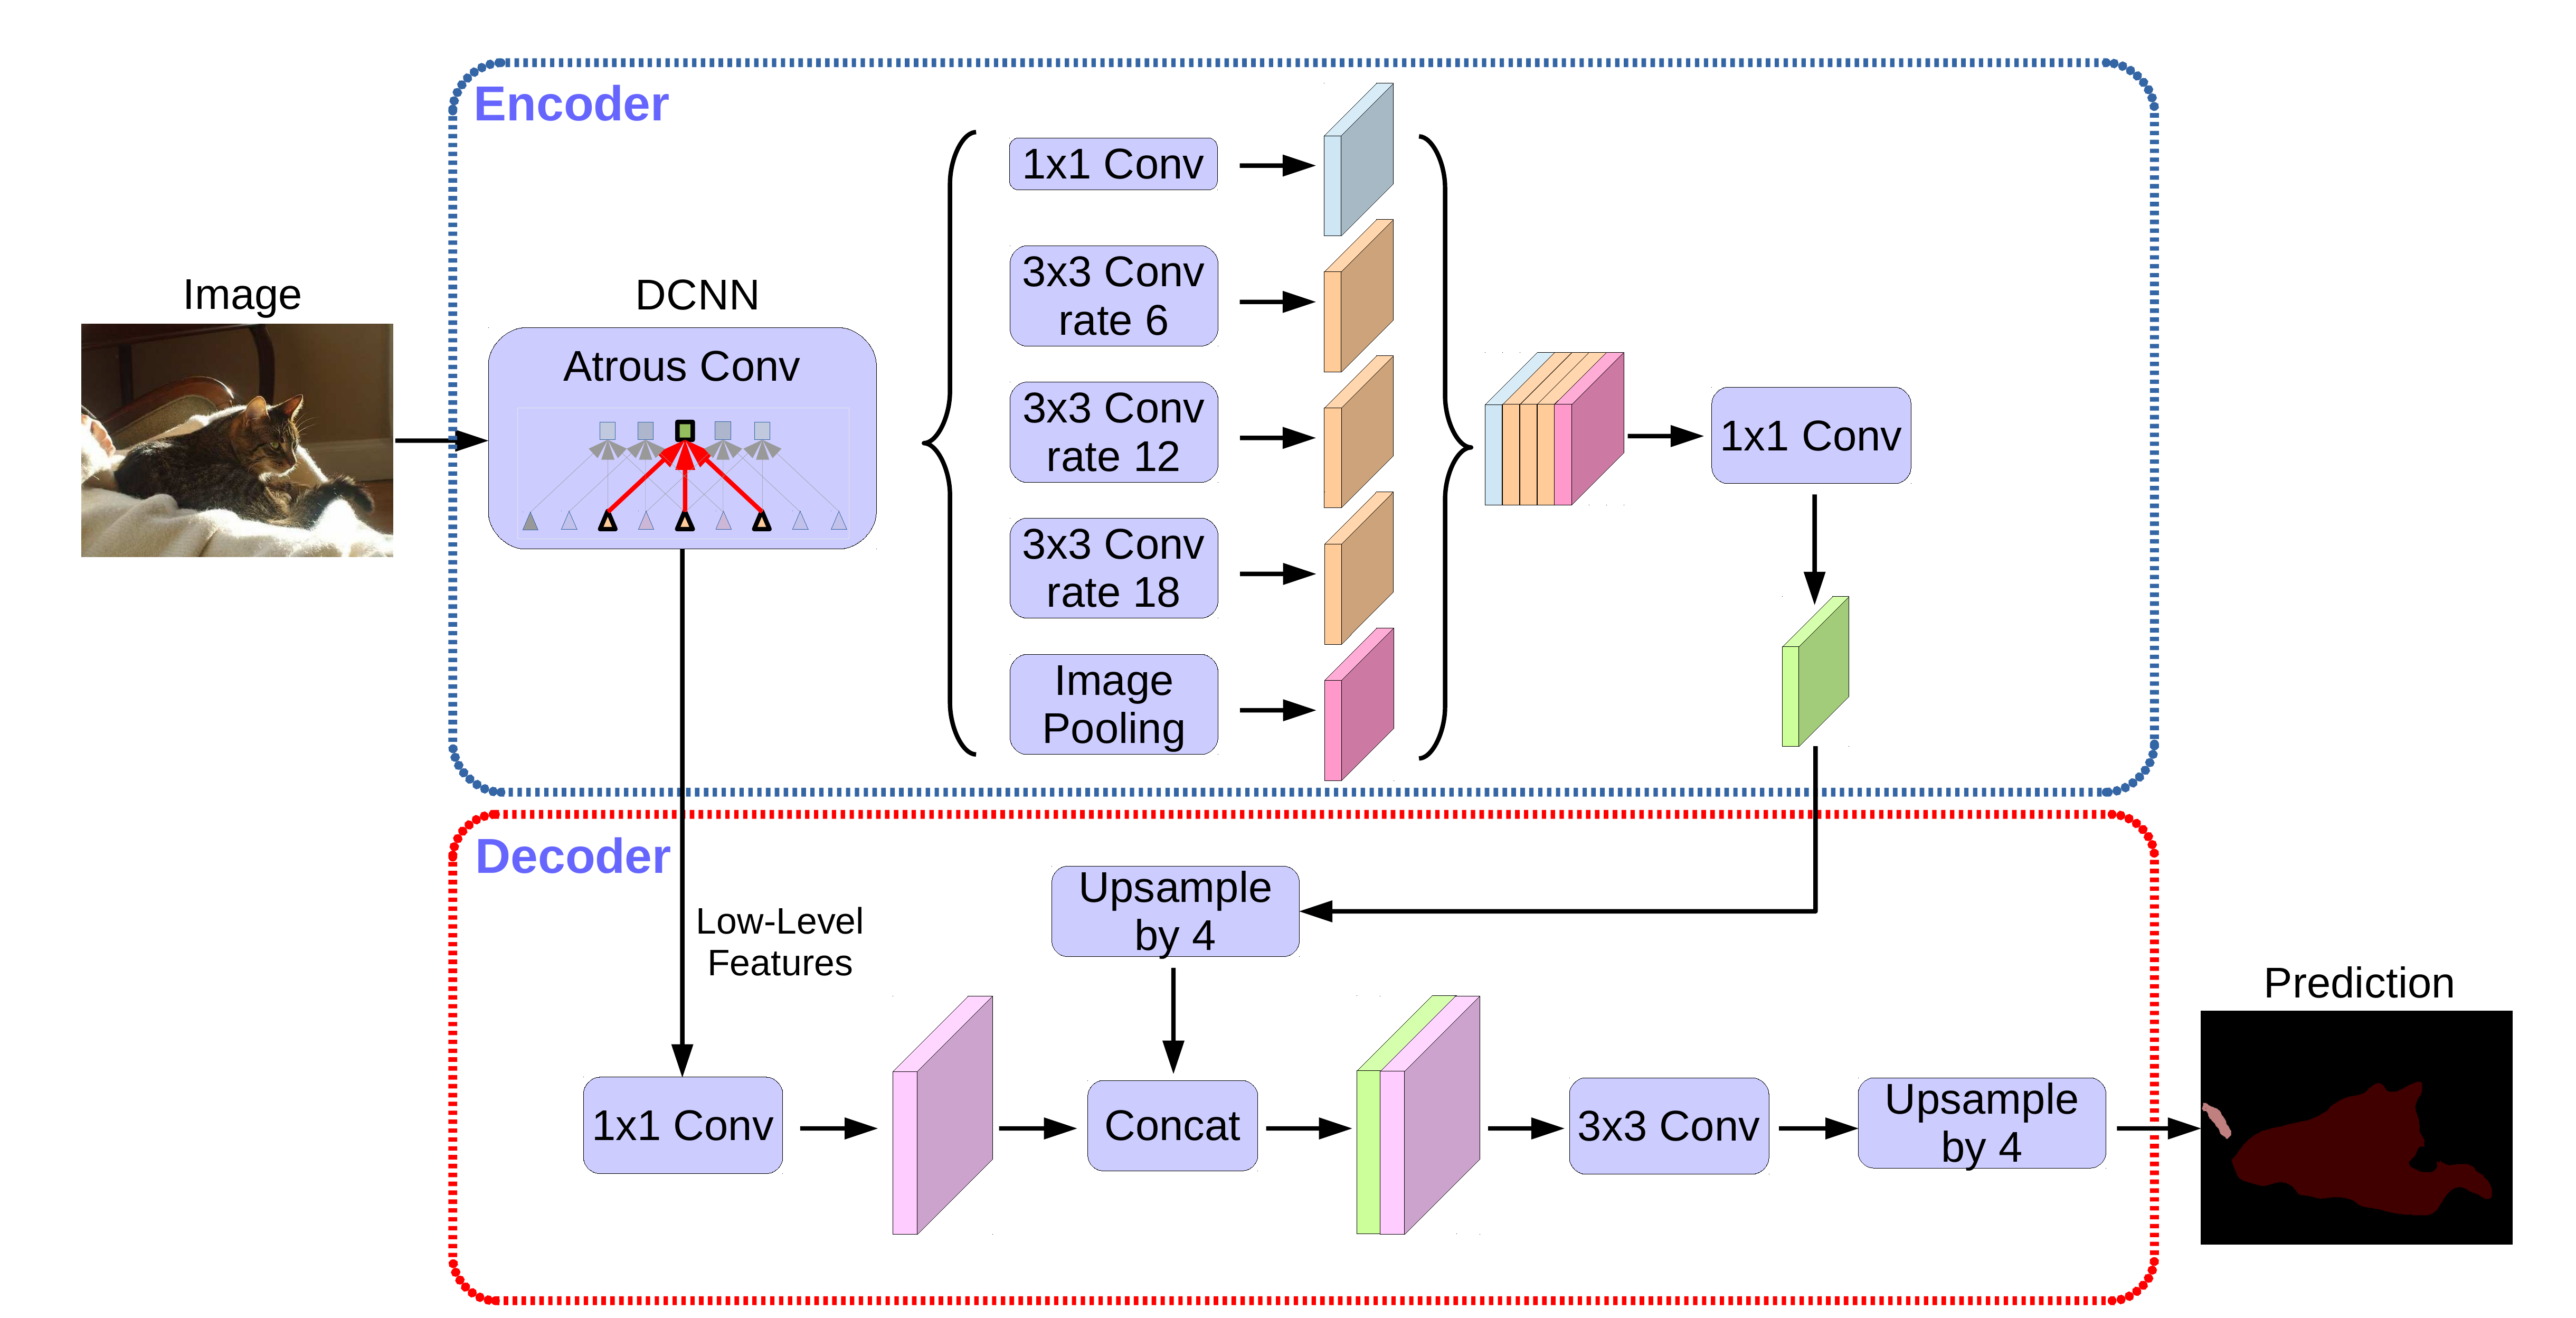 Encoder
1x1 Conv
3x3 Conv
rate 6
Image
DCNN
Atrous Conv
3x3 Conv
rate 12
1x1 Conv
3x3 Conv
rate 18
Image
Pooling
Decoder
Upsample
by 4
Low-Level
Features
Prediction
1x1 Conv
Concat
3x3 Conv
Upsample
by 4